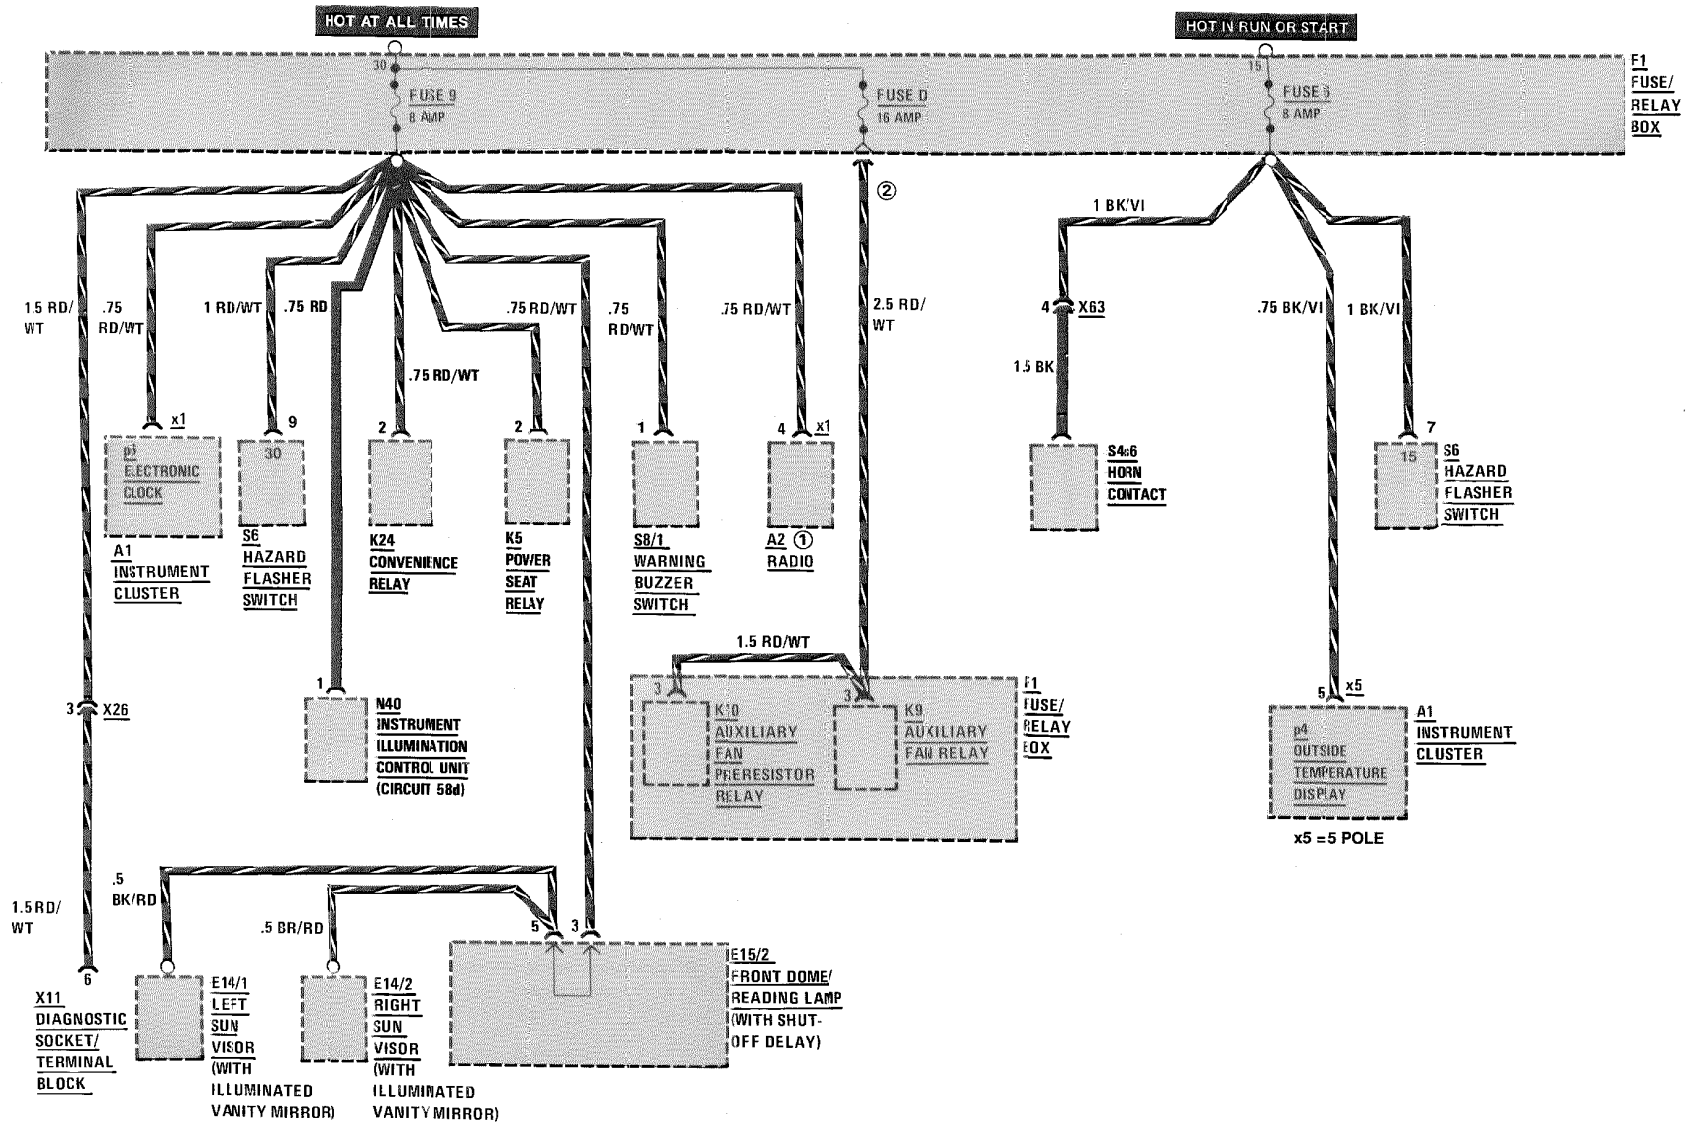 HOT AT ALL TIMES
HOT IN RUN OR START
30
FUSE 9
8 AMP
FUSE D
16 AMP
15
FUSE
8 AMP
F1
FUSE/
RELAY
BOX
②
1 BK/VI
1.5 RD/
WT
.75
RD/WT
1 RD/WT
.75 RD
.75 RD/WT
.75
RD/WT
.75 RD/WT
2.5 RD/
WT
4
X63
.75 BK/VI
1 BK/VI
.75 RD/WT
1.5 BK
x1
9
2
2
1
4
x1
7
p1
ELECTRONIC
CLOCK
30
15
A1
INSTRUMENT
CLUSTER
S6
HAZARD
FLASHER
SWITCH
K24
CONVENIENCE
RELAY
K5
POWER
SEAT
RELAY
S8/1
WARNING
BUZZER
SWITCH
A2 ①
RADIO
HORN
CONTACT
S6
HAZARD
FLASHER
SWITCH
1.5 RD/WT
3
3
K10
AUXILIARY
FAN
PRERESISTOR
RELAY
K9
AUXILIARY
FAN RELAY
F1
FUSE/
RELAY
BOX
3
X26
1
N40
INSTRUMENT
ILLUMINATION
CONTROL UNIT
(CIRCUIT 58d)
5
x5
p4
OUTSIDE
TEMPERATURE
DISPLAY
A1
INSTRUMENT
CLUSTER
x5 =5 POLE
1.5RD/
WT
.5
BK/RD
.5 BR/RD
5
3
6
X11
DIAGNOSTIC
SOCKET/
TERMINAL
BLOCK
E14/1
LEFT
SUN
VISOR
(WITH
ILLUMINATED
VANITY MIRROR)
E14/2
RIGHT
SUN
VISOR
(WITH
ILLUMINATED
VANITY MIRROR)
E15/2
FRONT DOME/
READING LAMP
(WITH SHUT-
OFF DELAY)